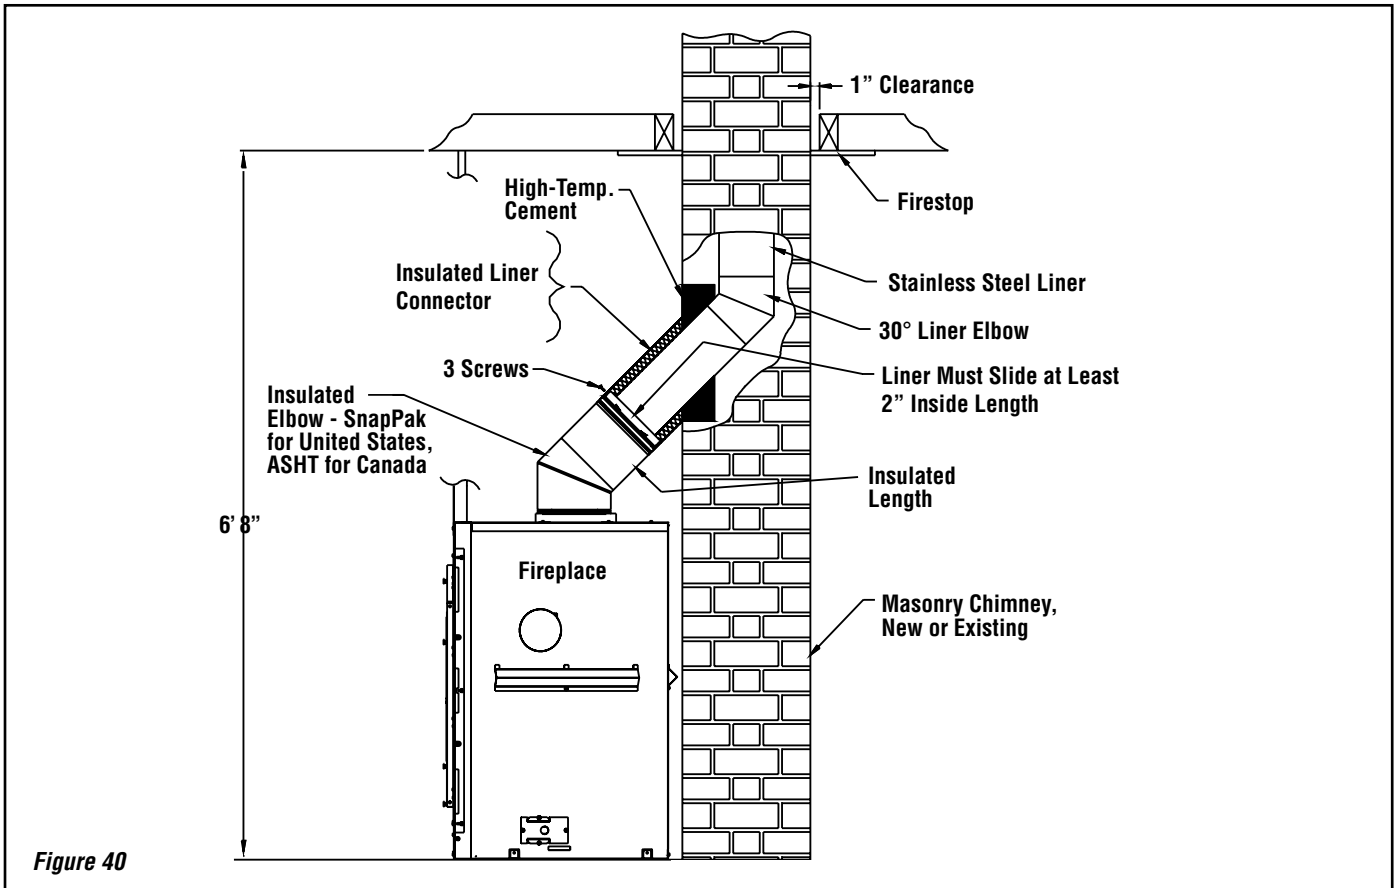 1” Clearance
Firestop
High-Temp.
Cement
Insulated Liner
Connector
Stainless Steel Liner
30° Liner Elbow
3 Screws
Liner Must Slide at Least
2” Inside Length
Insulated
Elbow - SnapPak
for United States,
ASHT for Canada
Insulated
Length
6’ 8”
Fireplace
Masonry Chimney,
New or Existing
Figure 40